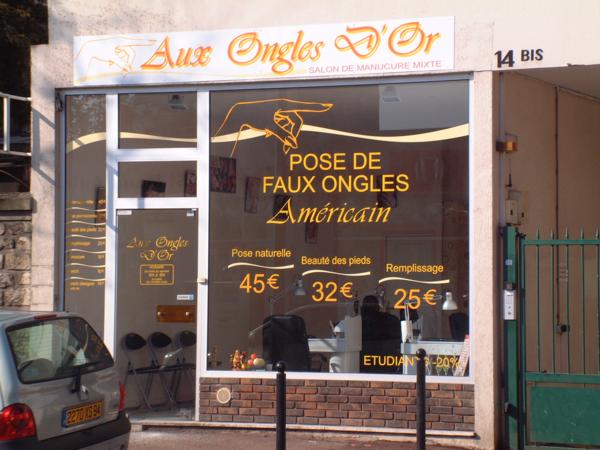 Aux Ongles D'Or
SALON DE MANUCURE MIXTE
14 BIS
POSE DE
FAUX ONGLES
Américain
Aux Ongles
D'Or
Pose naturelle
45€
Beauté des pieds
32€
Remplissage
25€
ETUDIANTS -20%